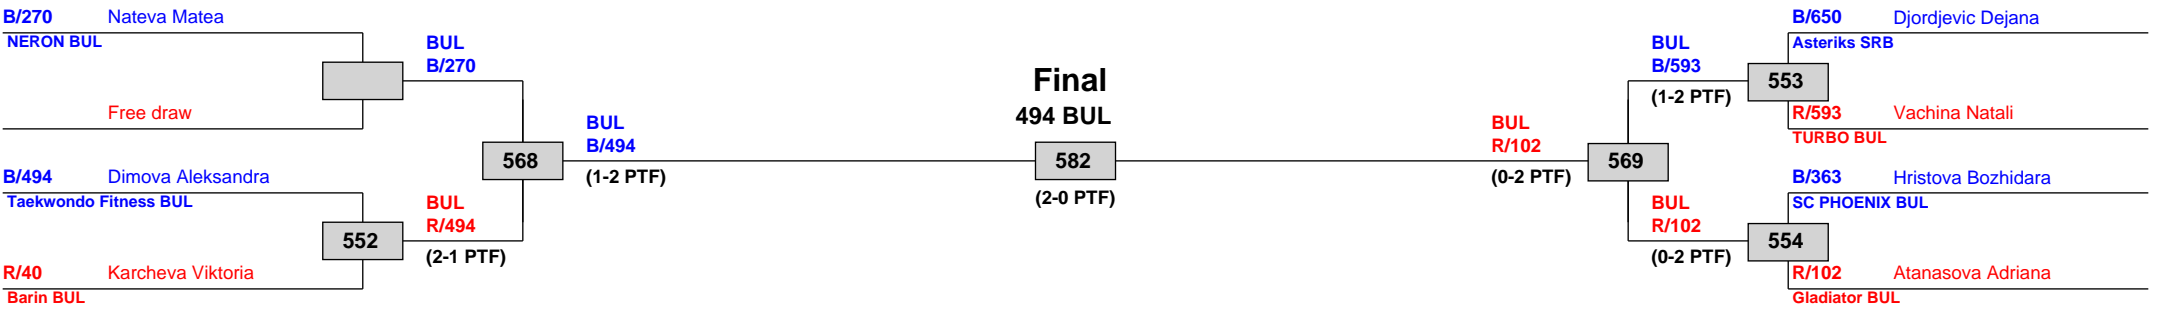 B/270 Nateva Matea
NERON BUL
Free draw
B/494 Dimova Aleksandra
Taekwondo Fitness BUL
R/40 Karcheva Viktoria
Barin BUL
BUL
B/270
552
BUL
R/494
(2-1 PTF)
568
BUL
B/494
(1-2 PTF)
Final
494 BUL
582
(2-0 PTF)
BUL
R/102
(0-2 PTF)
569
BUL
B/593
(1-2 PTF)
553
BUL
R/102
(0-2 PTF)
554
B/650 Djordjevic Dejana
Asteriks SRB
R/593 Vachina Natali
TURBO BUL
B/363 Hristova Bozhidara
SC PHOENIX BUL
R/102 Atanasova Adriana
Gladiator BUL